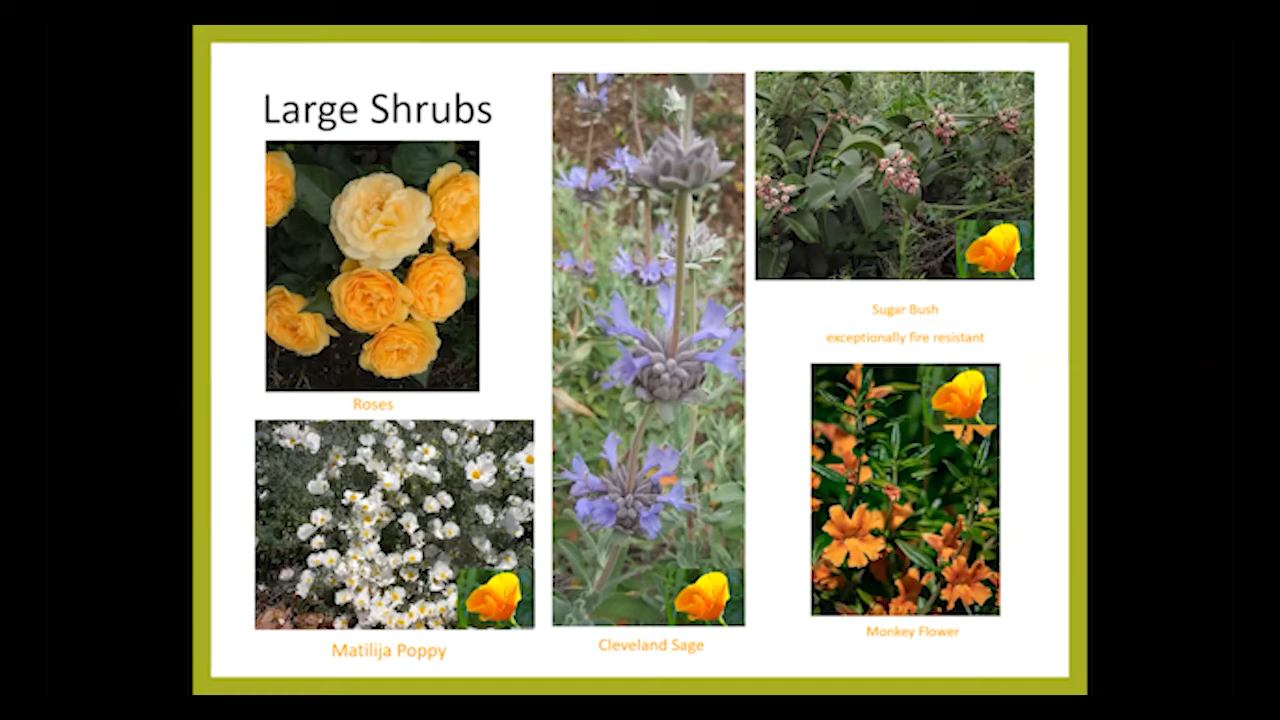 Large Shrubs
Roses
Matilija Poppy
Cleveland Sage
Sugar Bush
exceptionally fire resistant
Monkey Flower